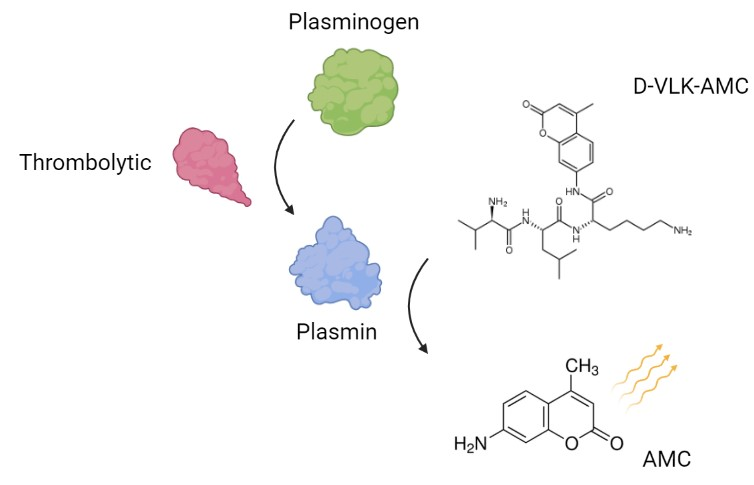 Plasminogen
D-VLK-AMC
Thrombolytic
O
O
HN
O
NH₂
H
N
O
O
N
H
NH₂
Plasmin
CH₃
H₂N
O
O
AMC